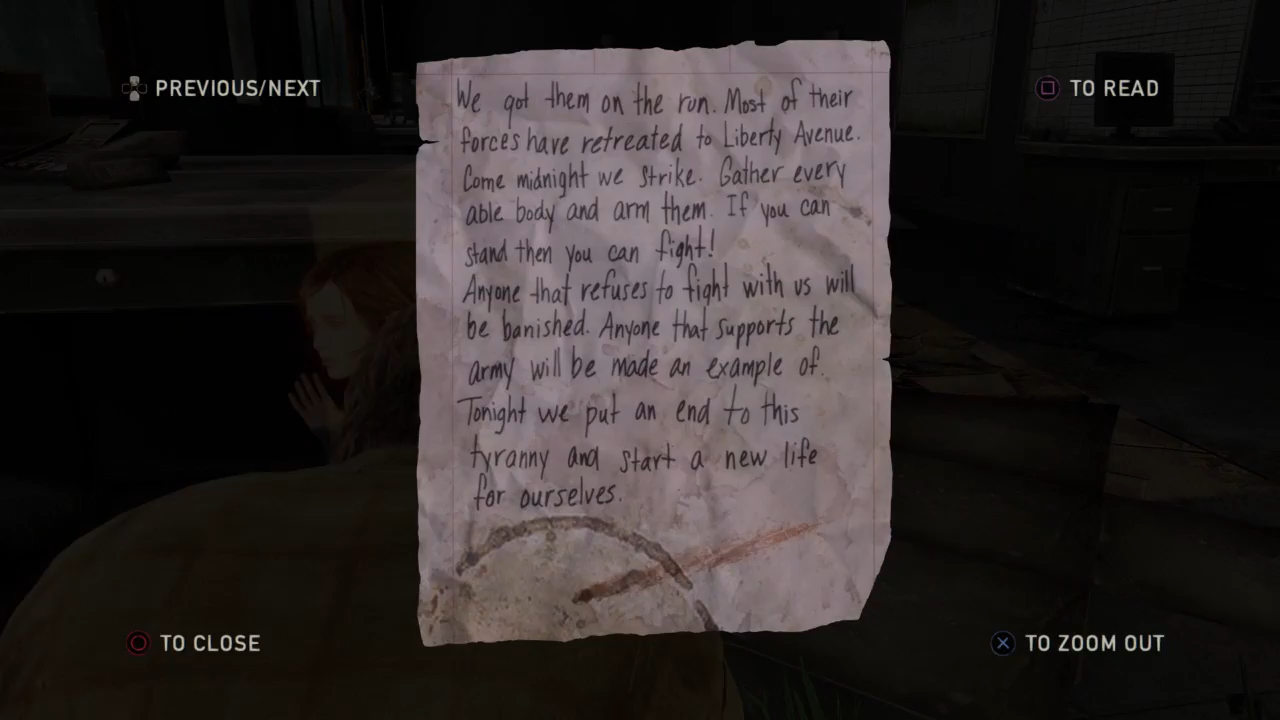 PREVIOUS/NEXT
TO READ
We got them on the run. Most of their
forces have retreated to Liberty Avenue.
Come midnight we strike. Gather every
able body and arm them. If you can
stand then you can fight!
Anyone that refuses to fight with us will
be banished. Anyone that supports the
army will be made an example of.
Tonight we put an end to this
tyranny and start a new life
for ourselves.
TO CLOSE
TO ZOOM OUT